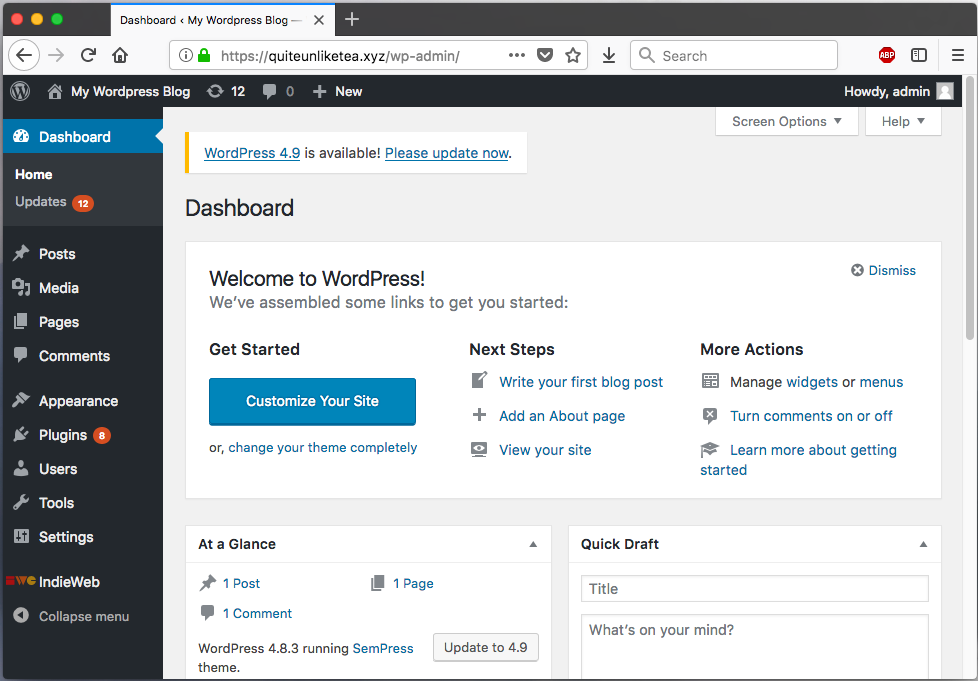 Dashboard ‹ My Wordpress Blog —
https://quiteunliketea.xyz/wp-admin/
Search
ABP
My Wordpress Blog 12 0 New
Howdy, admin
Dashboard
Home
Updates 12
Posts
Media
Pages
Comments
Appearance
Plugins 8
Users
Tools
Settings
IndieWeb
Collapse menu
Screen Options Help
WordPress 4.9 is available! Please update now.
Dashboard
Welcome to WordPress!
We’ve assembled some links to get you started:
Dismiss
Get Started
Customize Your Site
or, change your theme completely
Next Steps
Write your first blog post
Add an About page
View your site
More Actions
Manage widgets or menus
Turn comments on or off
Learn more about getting
started
At a Glance
1 Post 1 Page
1 Comment
WordPress 4.8.3 running SemPress
theme.
Update to 4.9
Quick Draft
Title
What’s on your mind?